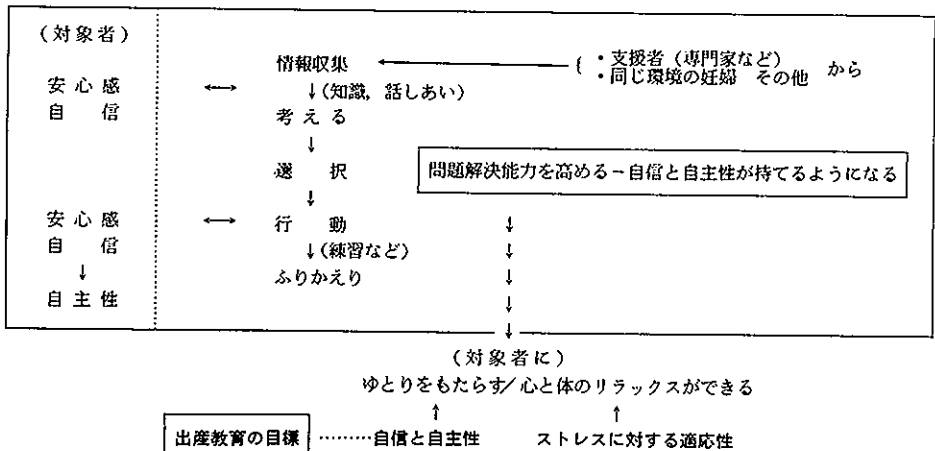 (対象者)
情報収集 ← { ・支援者(専門家など) ・同じ環境の妊婦 その他 から
安心感 ↔ ↓(知識，話しあい)
自信 考える
↓
選択 問題解決能力を高める－自信と自主性が持てるようになる
↓
安心感 ↔ 行動 ↓
自信 ↓(練習など) ↓
↓ ふりかえり ↓
自主性 ↓
↓
(対象者に)
ゆとりをもたらす/心と体のリラックスができる
↑ ↑
出産教育の目標 ………自信と自主性 ストレスに対する適応性